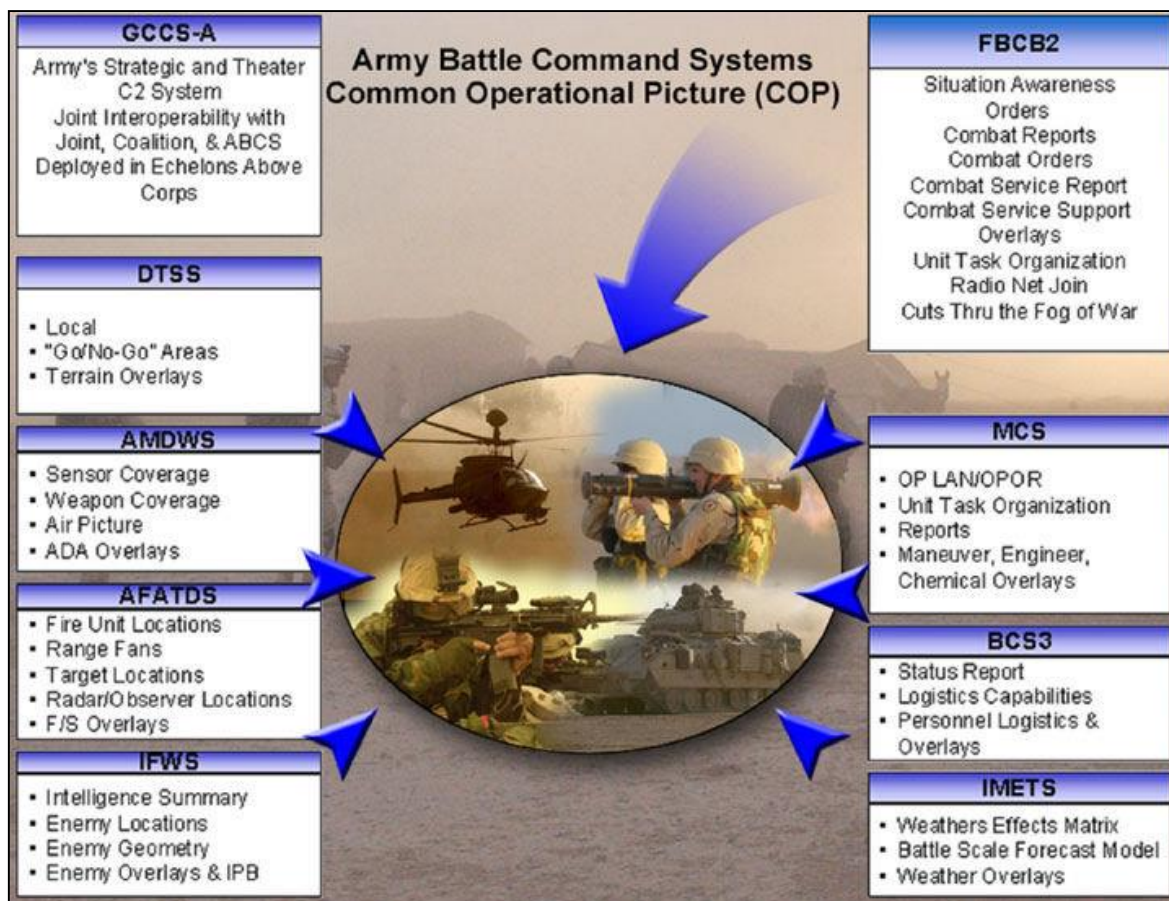 GCCS-A
Army's Strategic and Theater
C2 System
Joint Interoperability with
Joint, Coalition, & ABCS
Deployed in Echelons Above
Corps
Army Battle Command Systems
Common Operational Picture (COP)
FBCB2
Situation Awareness
Orders
Combat Reports
Combat Orders
Combat Service Report
Combat Service Support
Overlays
Unit Task Organization
Radio Net Join
Cuts Thru the Fog of War
DTSS
▪ Local
▪ "Go/No-Go" Areas
▪ Terrain Overlays
AMDWS
▪ Sensor Coverage
▪ Weapon Coverage
▪ Air Picture
▪ ADA Overlays
AFATDS
▪ Fire Unit Locations
▪ Range Fans
▪ Target Locations
▪ Radar/Observer Locations
▪ F/S Overlays
IFWS
▪ Intelligence Summary
▪ Enemy Locations
▪ Enemy Geometry
▪ Enemy Overlays & IPB
MCS
▪ OP LAN/OPOR
▪ Unit Task Organization
▪ Reports
▪ Maneuver, Engineer,
Chemical Overlays
BCS3
▪ Status Report
▪ Logistics Capabilities
▪ Personnel Logistics &
Overlays
IMETS
▪ Weathers Effects Matrix
▪ Battle Scale Forecast Model
▪ Weather Overlays